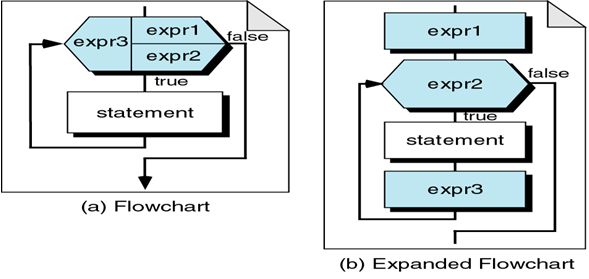 expr3
expr1
expr2
false
true
statement
(a) Flowchart
expr1
expr2
false
true
statement
expr3
(b) Expanded Flowchart